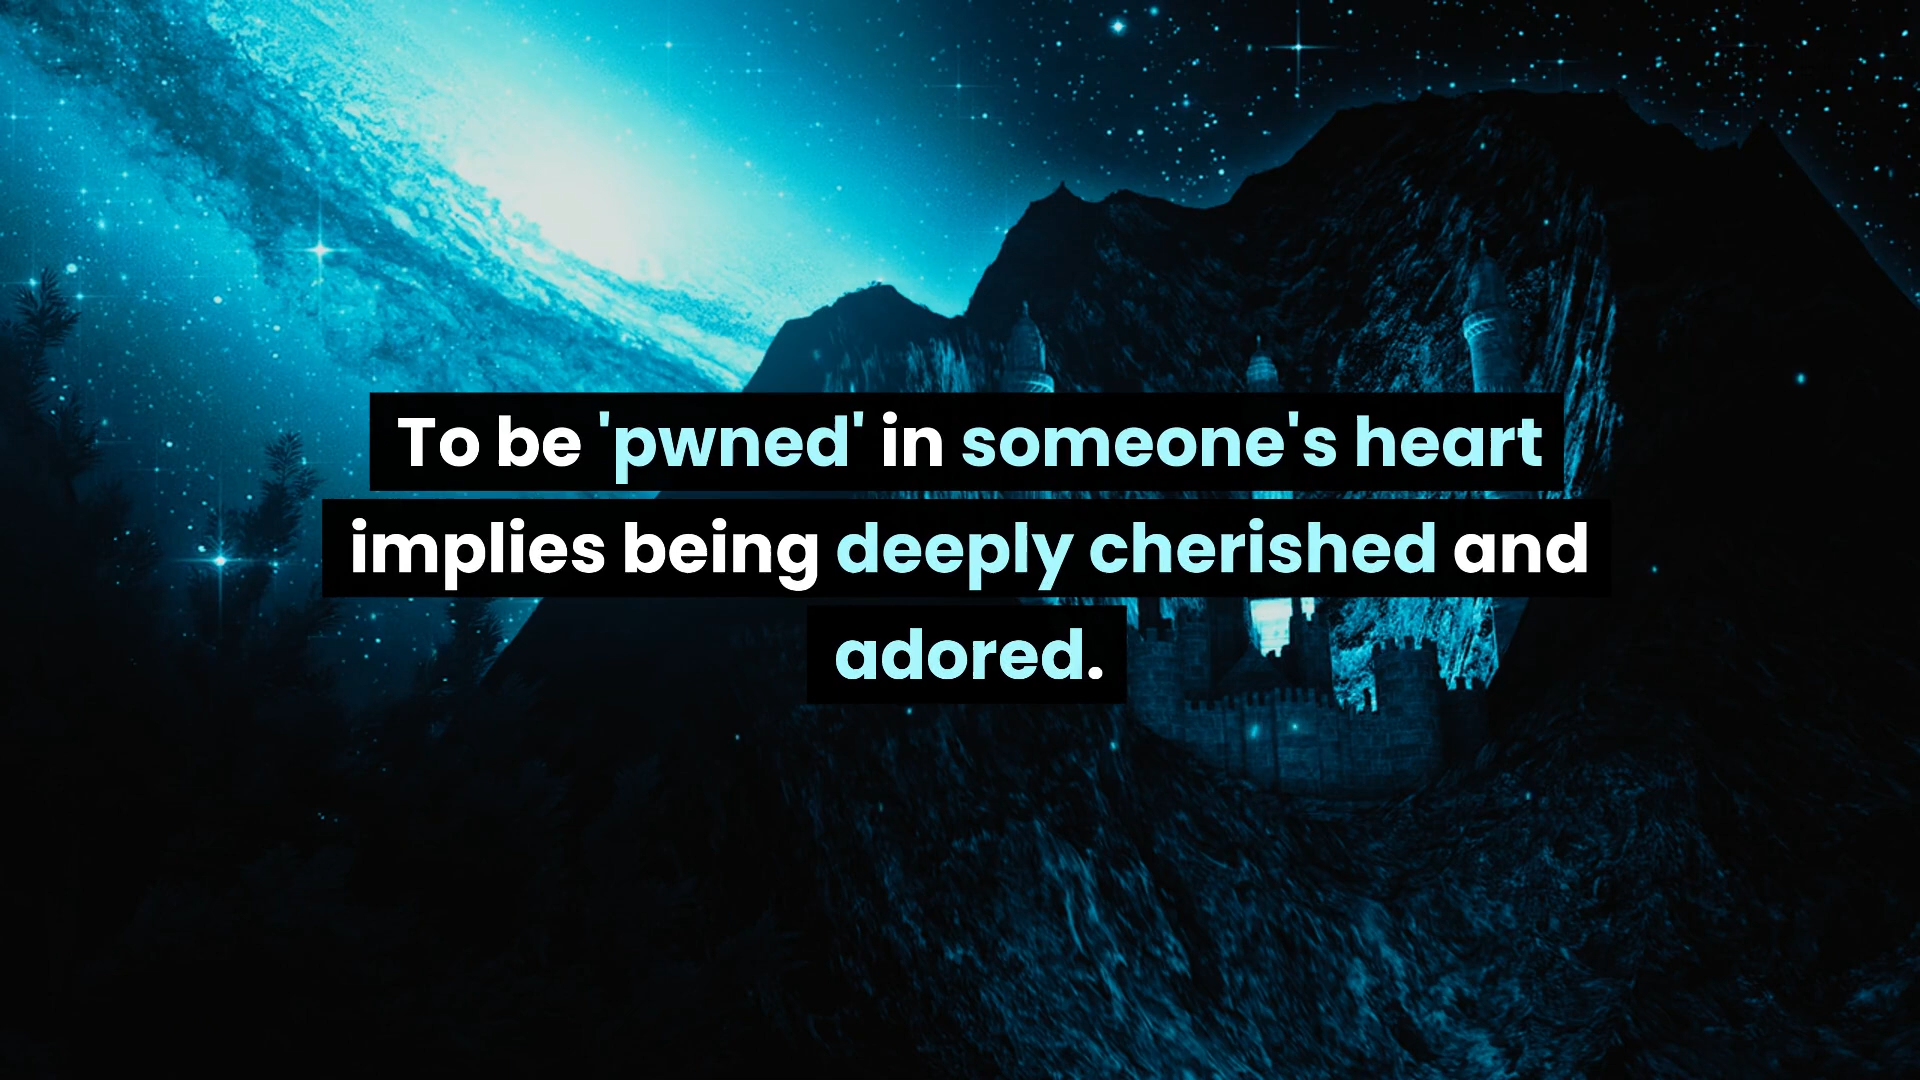 To be 'pwned' in someone's heart
implies being deeply cherished and
adored.